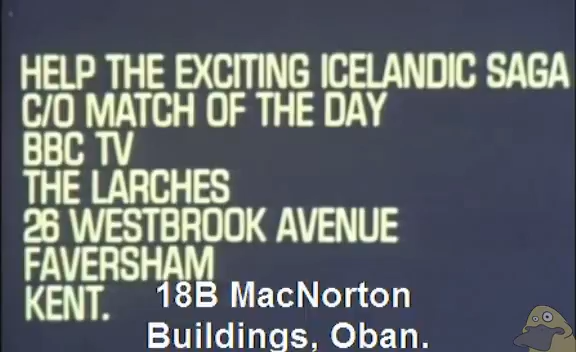 HELP THE EXCITING ICELANDIC SAGA
C/O MATCH OF THE DAY
BBC TV
THE LARCHES
26 WESTBROOK AVENUE
FAVERSHAM
KENT.
18B MacNorton
Buildings, Oban.